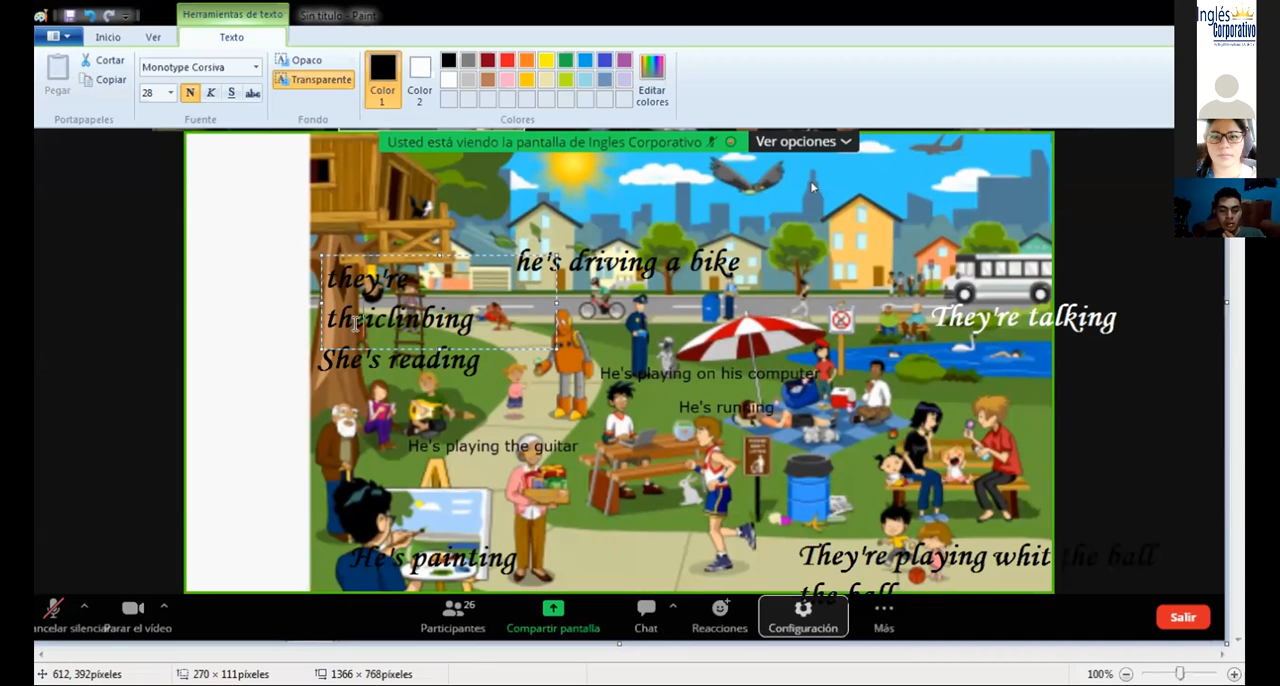 Herramientas de texto
Sin título - Paint
Inicio
Ver
Texto
Pegar
Cortar
Copiar
Portapapeles
Monotype Corsiva
28
N
K
S
abc
Fuente
Opaco
Transparente
Fondo
Color
1
Color
2
Editar
colores
Colores
Inglés
Corporativo
Usted está viendo la pantalla de Ingles Corporativo
Ver opciones
he's driving a bike
they're
thriclinbing
They're talking
She's reading
He's playing on his computer
He's running
He's playing the guitar
He's painting
They're playing whit the ball
the ball
ancelar silencia
Parar el vídeo
26
Participantes
Compartir pantalla
Chat
Reacciones
Configuración
Más
Salir
612, 392píxeles
270 × 111píxeles
1366 × 768píxeles
100%